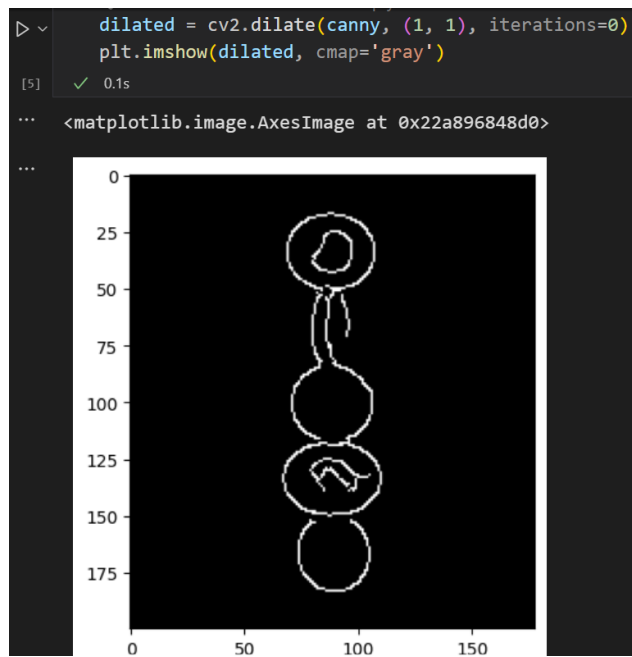 dilated = cv2.dilate(canny, (1, 1), iterations=0)
plt.imshow(dilated, cmap='gray')
[5]
0.1s
...
<matplotlib.image.AxesImage at 0x22a896848d0>
...
0
25
50
75
100
125
150
175
0 50 100 150